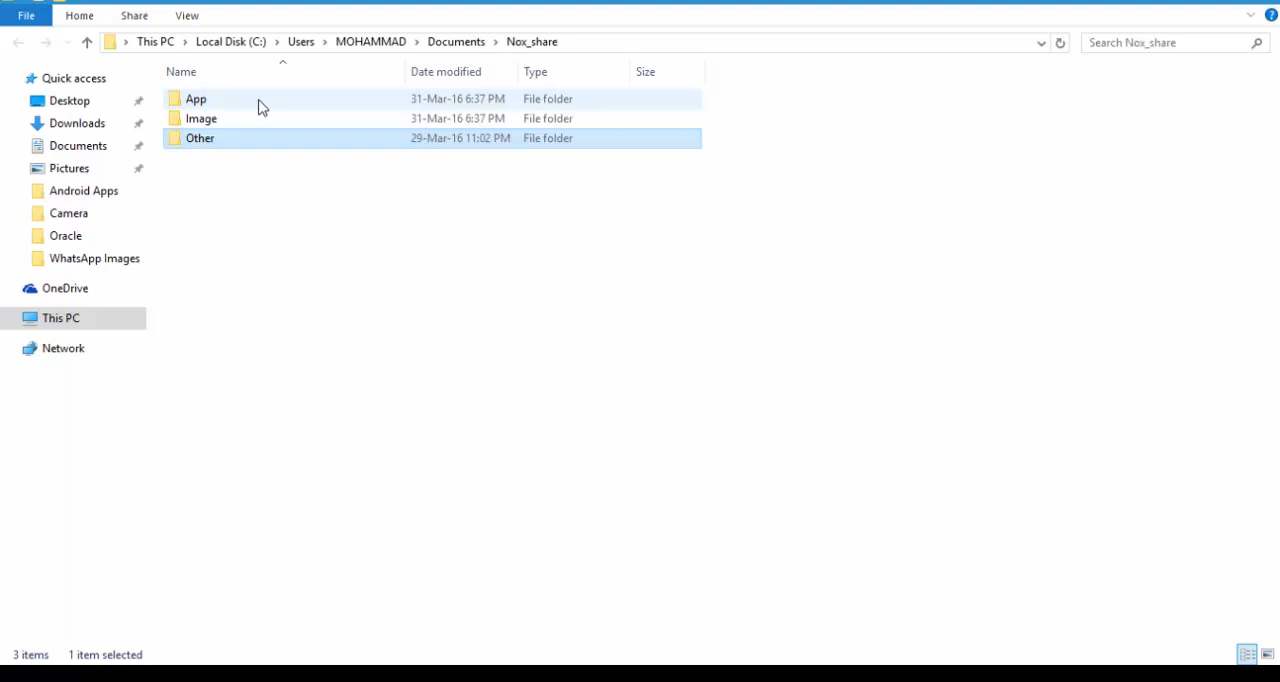 File Home Share View
This PC Local Disk (C:) Users MOHAMMAD Documents Nox_share Search Nox_share
Name Date modified Type Size
Quick access
Desktop
Downloads
Documents
Pictures
Android Apps
Camera
Oracle
WhatsApp Images
OneDrive
This PC
Network
App 31-Mar-16 6:37 PM File folder
Image 31-Mar-16 6:37 PM File folder
Other 29-Mar-16 11:02 PM File folder
3 items 1 item selected